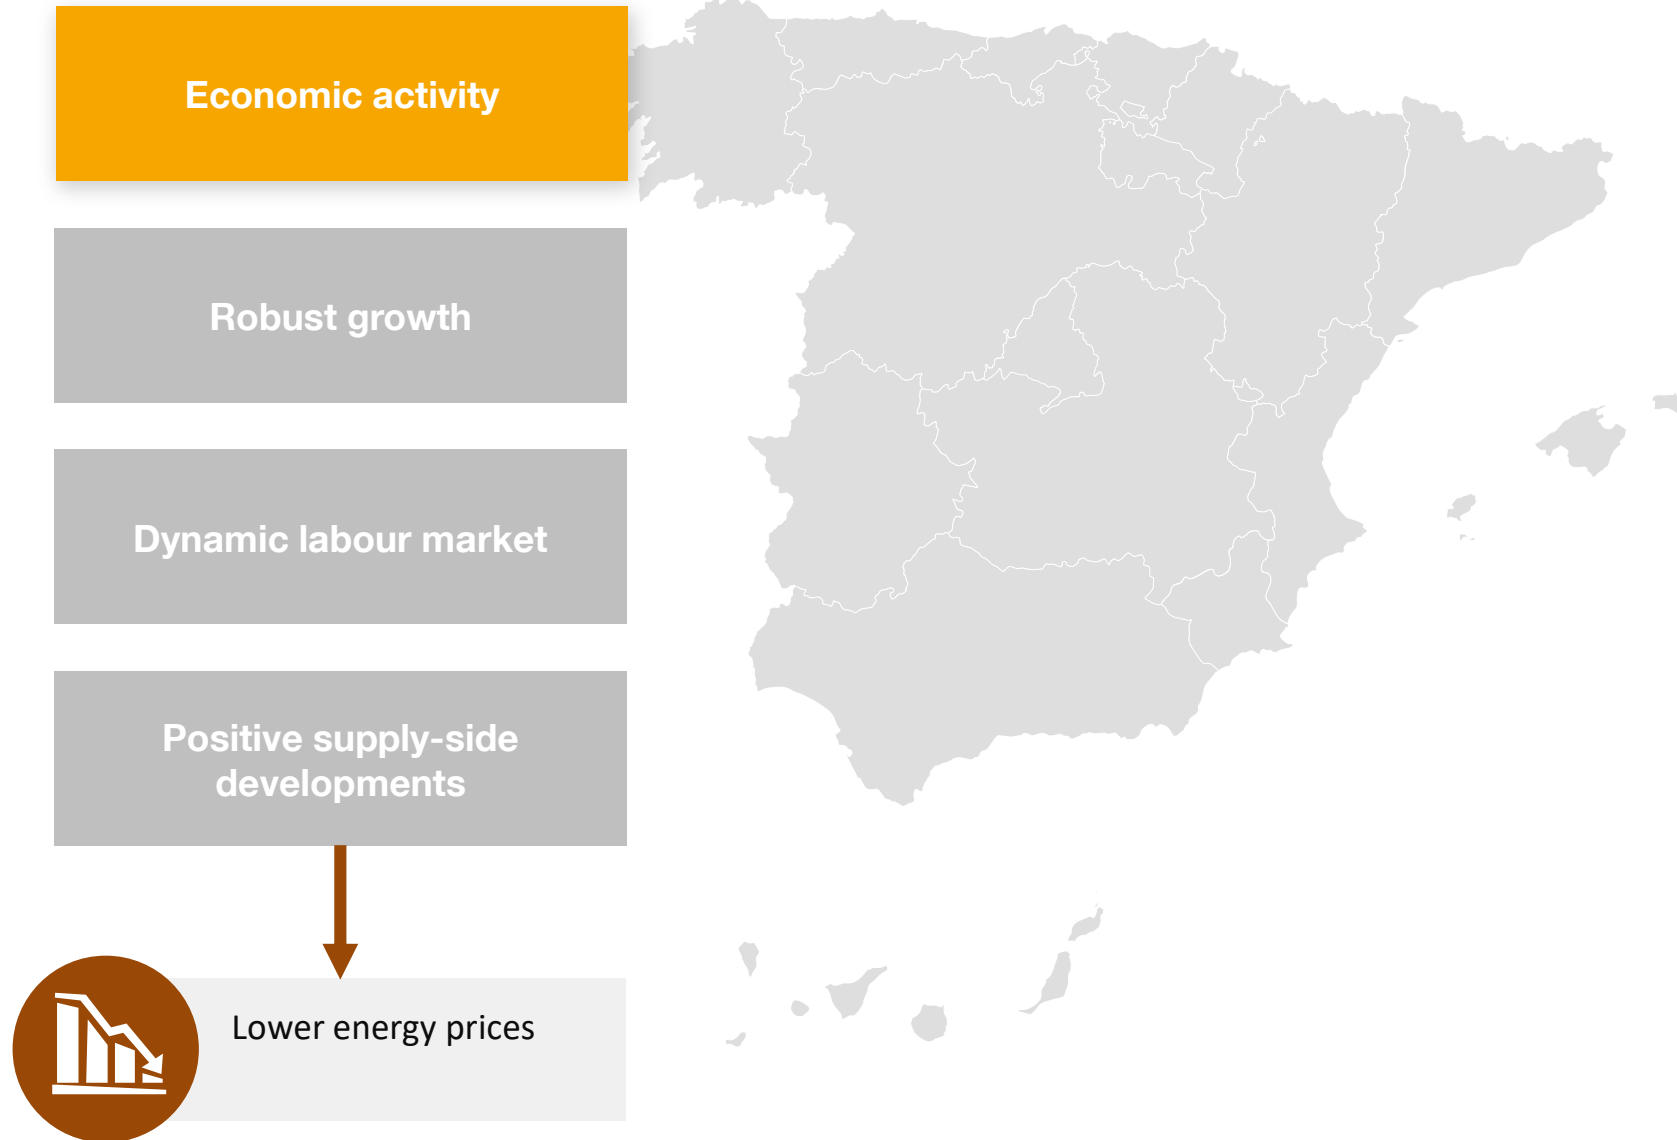 Economic activity
Robust growth
Dynamic labour market
Positive supply-side
developments
Lower energy prices